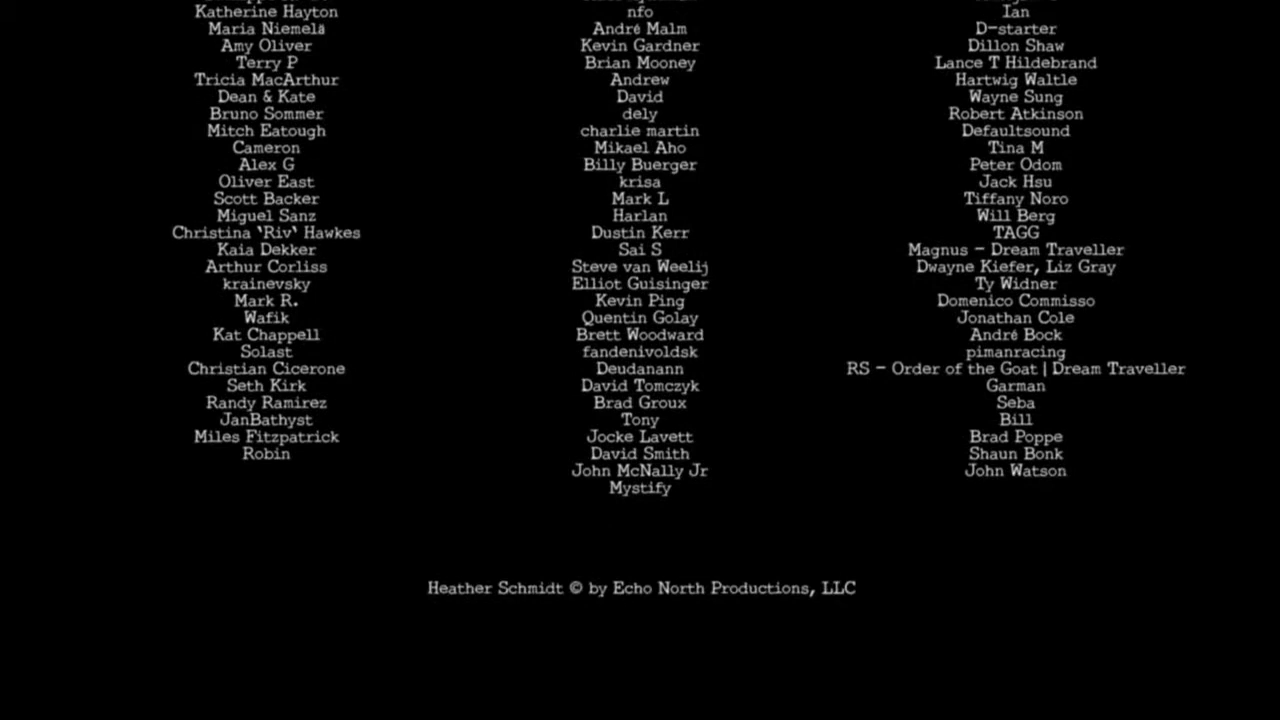 Katherine Hayton
Maria Niemelä
Amy Oliver
Terry P
Tricia MacArthur
Dean & Kate
Bruno Sommer
Mitch Eatough
Cameron
Alex G
Oliver East
Scott Backer
Miguel Sanz
Christina 'Riv' Hawkes
Kaia Dekker
Arthur Corliss
krainevsky
Mark R.
Wafik
Kat Chappell
Solast
Christian Cicerone
Seth Kirk
Randy Ramirez
JanBathyst
Miles Fitzpatrick
Robin
nfo
André Malm
Kevin Gardner
Brian Mooney
Andrew
David
dely
charlie martin
Mikael Aho
Billy Buerger
krisa
Mark L
Harlan
Dustin Kerr
Sai S
Steve van Weelij
Elliot Guisinger
Kevin Ping
Quentin Golay
Brett Woodward
fandenivoldsk
Deudanann
David Tomczyk
Brad Groux
Tony
Jocke Lavett
David Smith
John McNally Jr
Mystify
Ian
D-starter
Dillon Shaw
Lance T Hildebrand
Hartwig Waltle
Wayne Sung
Robert Atkinson
Defaultsound
Tina M
Peter Odom
Jack Hsu
Tiffany Noro
Will Berg
TAGG
Magnus - Dream Traveller
Dwayne Kiefer, Liz Gray
Ty Widner
Domenico Commisso
Jonathan Cole
André Bock
pimanracing
RS - Order of the Goat | Dream Traveller
Garman
Seba
Bill
Brad Poppe
Shaun Bonk
John Watson
Heather Schmidt © by Echo North Productions, LLC